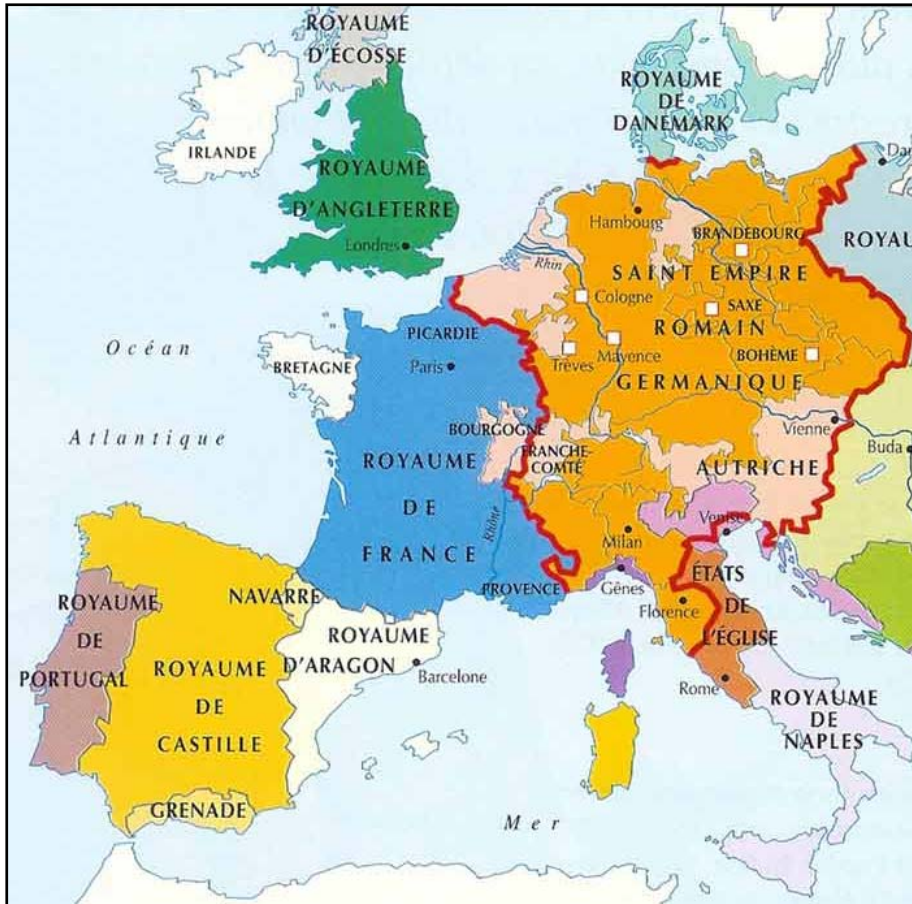 ROYAUME
D'ÉCOSSE
IRLANDE
ROYAUME
D'ANGLETERRE
Londres
ROYAUME
DE
DANEMARK
Hambourg
BRANDEBOURG
ROYAU
Rhin
SAINT EMPIRE
Cologne
SAXE
ROMAIN
Trèves
Mayence
BOHÈME
GERMANIQUE
Océan
Atlantique
PICARDIE
Paris
BRETAGNE
BOURGOGNE
FRANCHE-
COMTÉ
Vienne
Buda
AUTRICHE
ROYAUME
DE
FRANCE
Rhône
Milan
Venise
PROVENCE
Gênes
ÉTATS
DE
L'ÉGLISE
Florence
Rome
NAVARRE
ROYAUME
DE
PORTUGAL
ROYAUME
D'ARAGON
Barcelone
ROYAUME
DE
CASTILLE
GRENADE
ROYAUME
DE
NAPLES
Mer